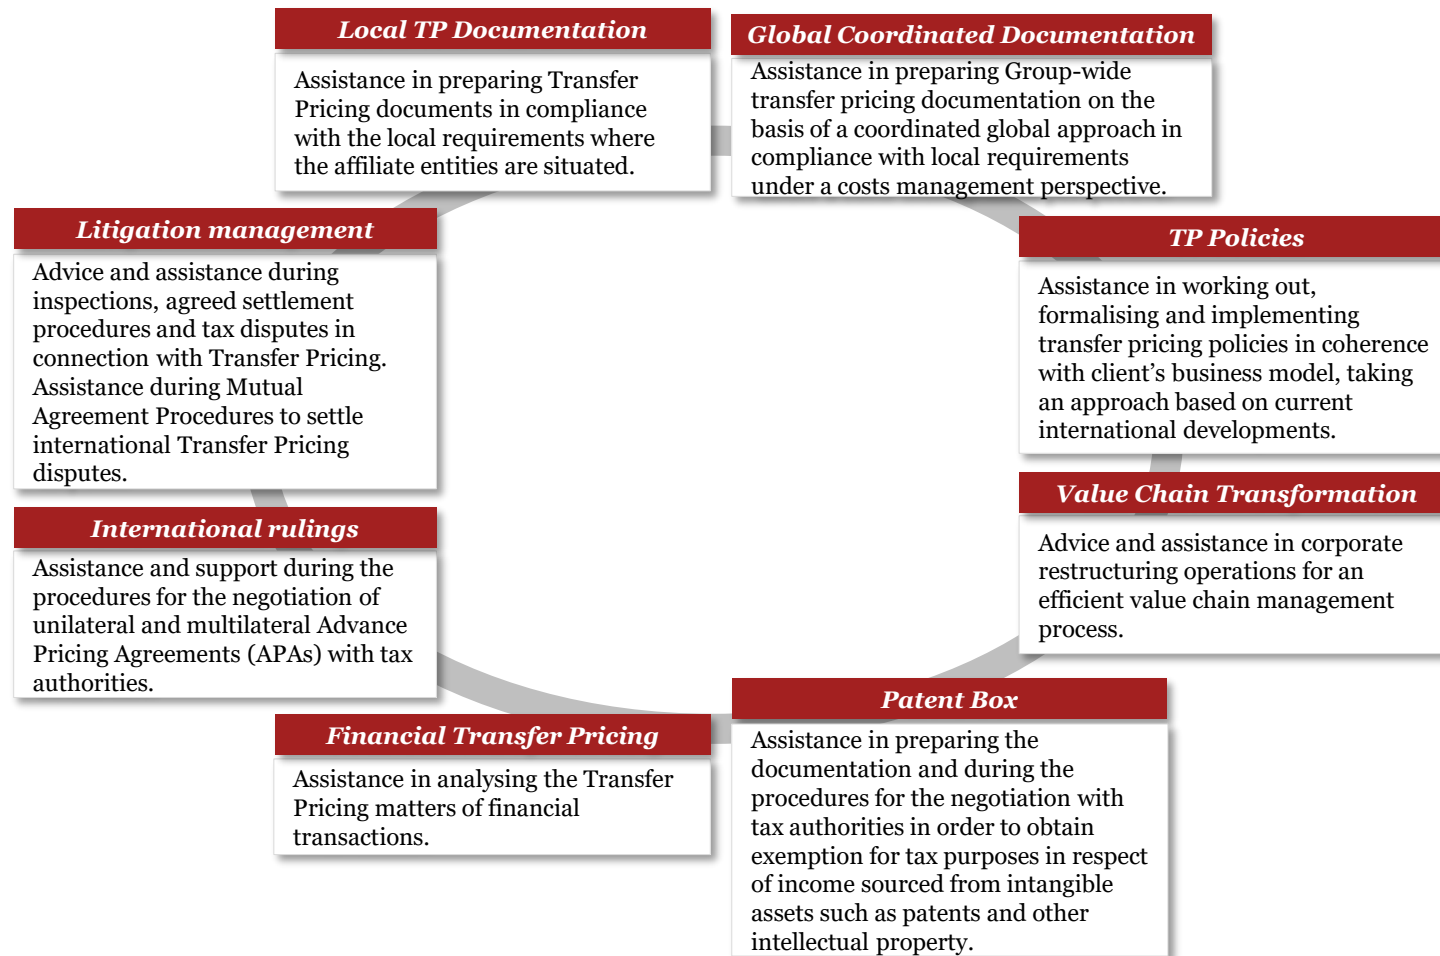 Local TP Documentation
Assistance in preparing Transfer
Pricing documents in compliance
with the local requirements where
the affiliate entities are situated.
Global Coordinated Documentation
Assistance in preparing Group-wide
transfer pricing documentation on the
basis of a coordinated global approach in
compliance with local requirements
under a costs management perspective.
TP Policies
Assistance in working out,
formalising and implementing
transfer pricing policies in coherence
with client’s business model, taking
an approach based on current
international developments.
Value Chain Transformation
Advice and assistance in corporate
restructuring operations for an
efficient value chain management
process.
Patent Box
Assistance in preparing the
documentation and during the
procedures for the negotiation with
tax authorities in order to obtain
exemption for tax purposes in respect
of income sourced from intangible
assets such as patents and other
intellectual property.
Financial Transfer Pricing
Assistance in analysing the Transfer
Pricing matters of financial
transactions.
International rulings
Assistance and support during the
procedures for the negotiation of
unilateral and multilateral Advance
Pricing Agreements (APAs) with tax
authorities.
Litigation management
Advice and assistance during
inspections, agreed settlement
procedures and tax disputes in
connection with Transfer Pricing.
Assistance during Mutual
Agreement Procedures to settle
international Transfer Pricing
disputes.